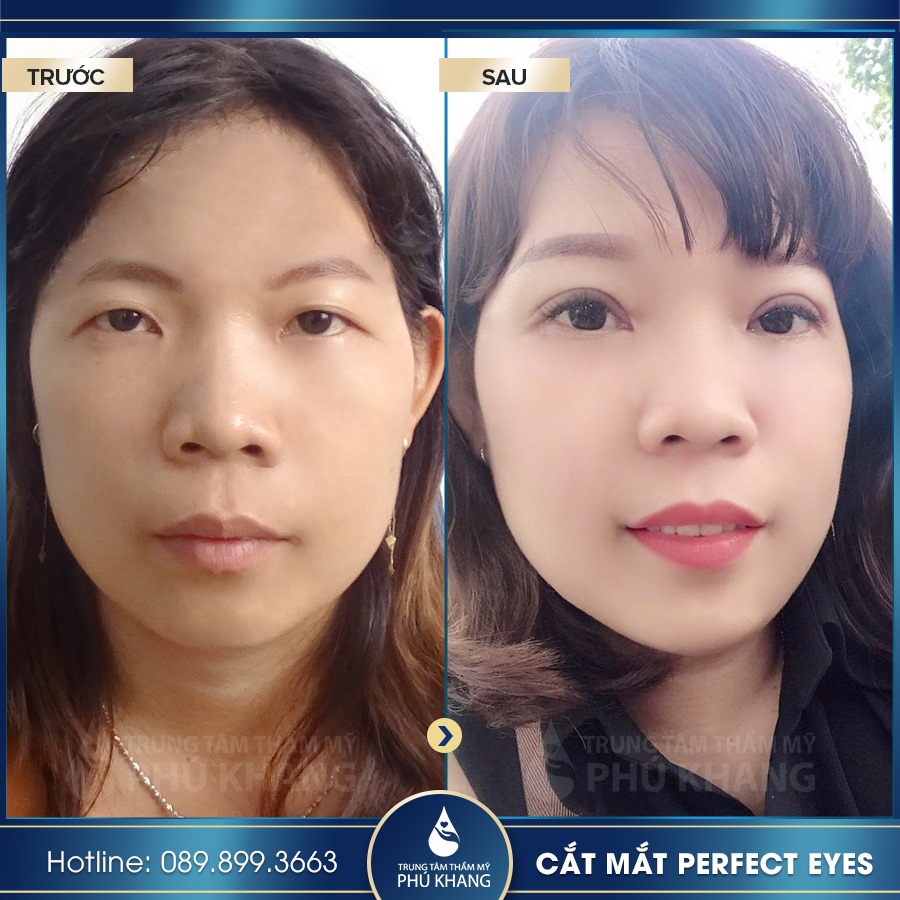 TRƯỚC
SAU
TRUNG TÂM THẨM MỸ
PHÚ KHANG
TRUNG TÂM THẨM MỸ
PHÚ KHANG
Hotline: 089.899.3663
TRUNG TÂM THẨM MỸ
PHÚ KHANG
CẮT MẮT PERFECT EYES